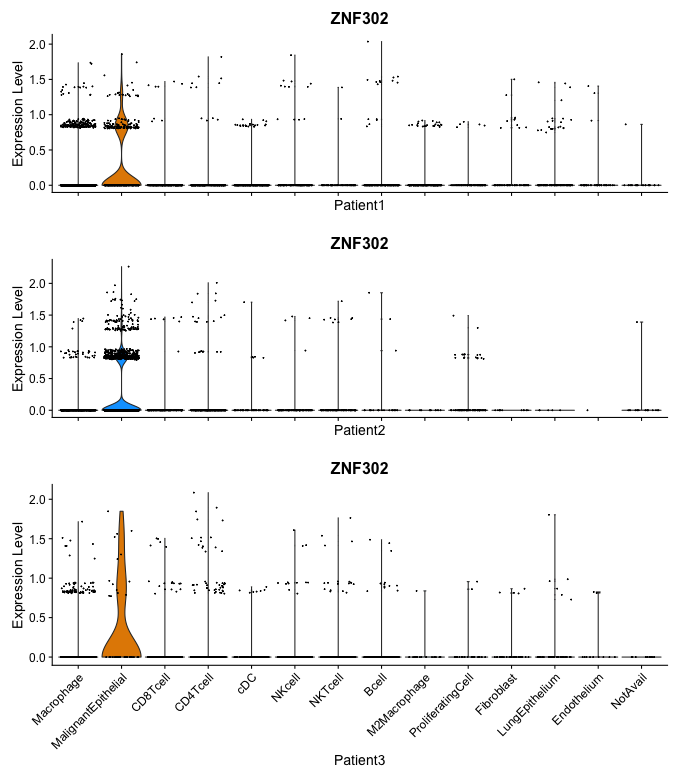 ZNF302
Expression Level
2.0
1.5
1.0
0.5
0.0
Patient1
ZNF302
Expression Level
2.0
1.5
1.0
0.5
0.0
Patient2
ZNF302
Expression Level
2.0
1.5
1.0
0.5
0.0
Macrophage
MalignantEpithelial
CD8Tcell
CD4Tcell
cDC
NKcell
NKTcell
Bcell
M2Macrophage
ProliferatingCell
Fibroblast
LungEpithelium
Endothelium
NotAvail
Patient3